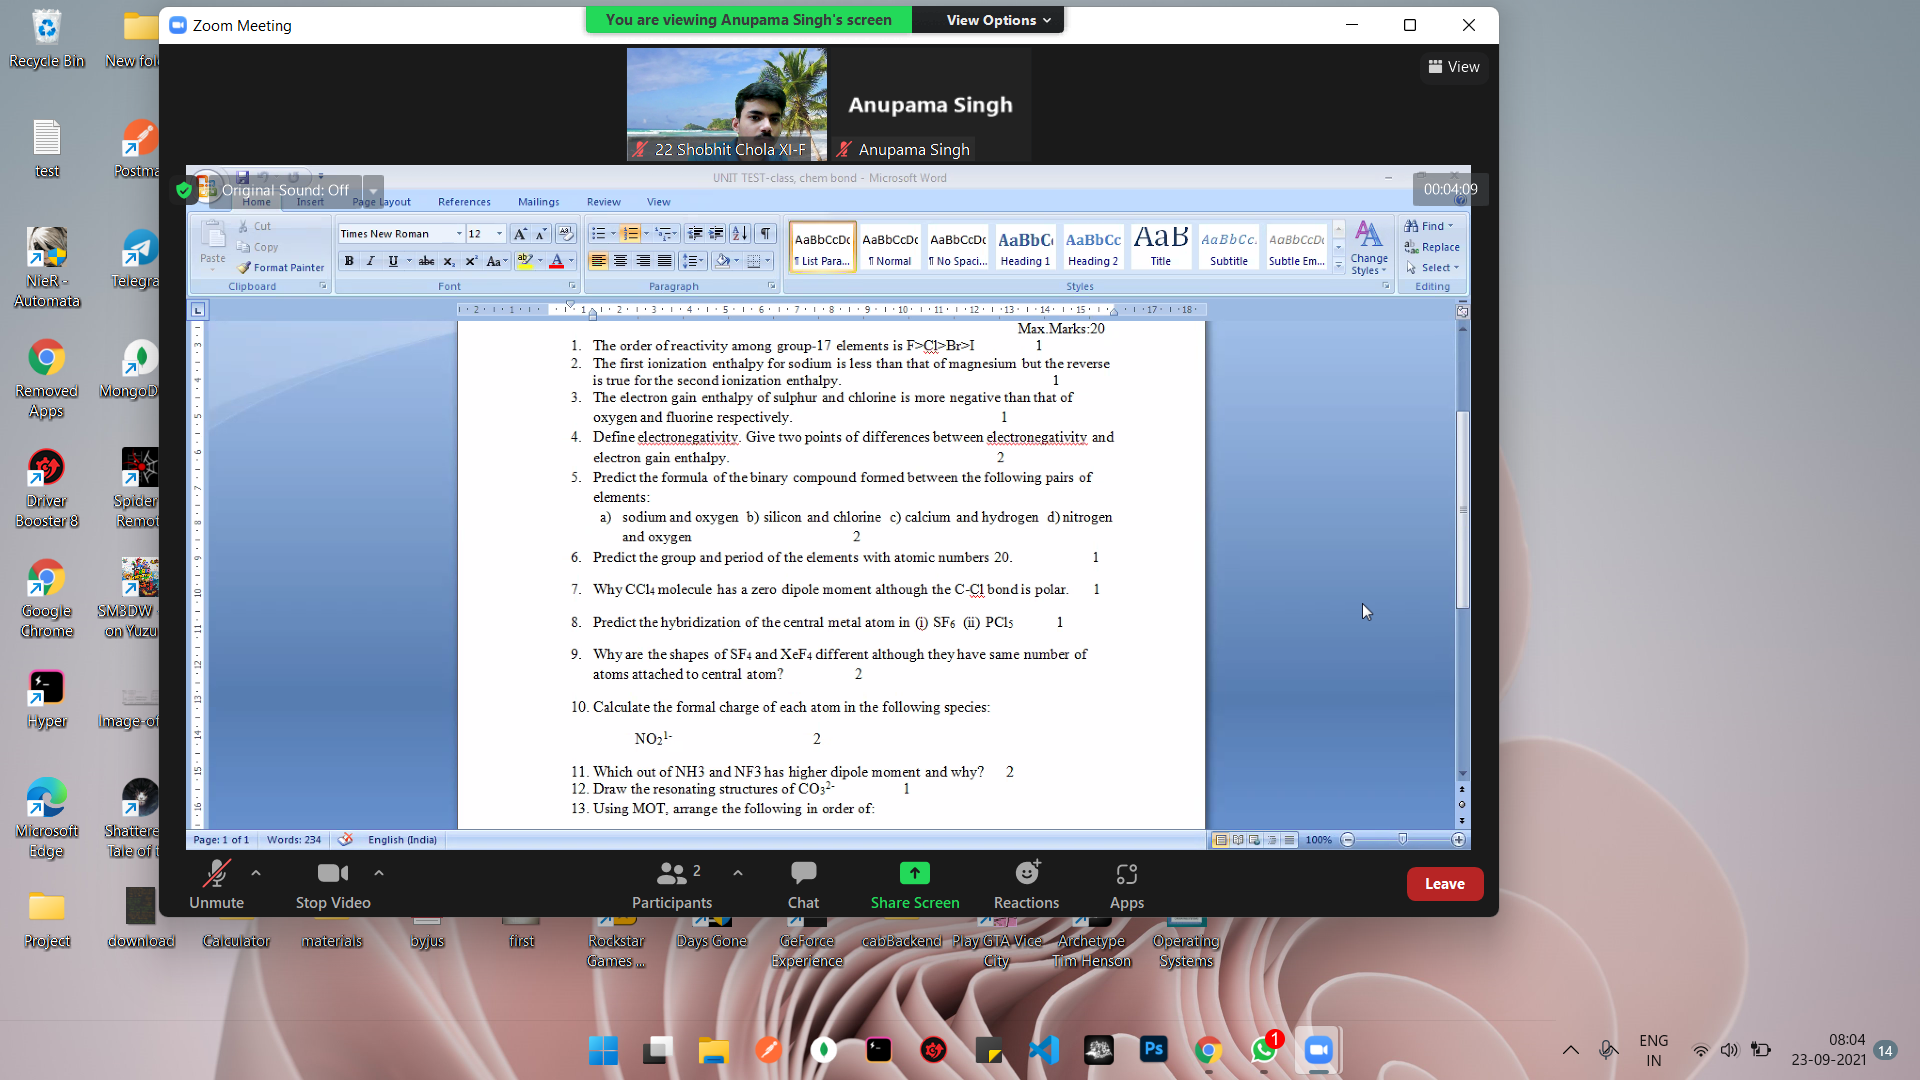 Zoom Meeting
You are viewing Anupama Singh's screen
View Options
View
Anupama Singh
22 Shobhit Chola XI-F
Anupama Singh
Recycle Bin
test
NieR - Automata
Removed Apps
Driver Booster 8
Google Chrome
Hyper
Microsoft Edge
Project
download
Calculator
materials
byjus
first
Rockstar Games ...
Days Gone
GeForce Experience
cabBackend
Play GTA Vice City
Archetype Tim Henson
Operating Systems
New fol
Postma
Telegra
MongoD
Spider
Remot
SM3DW
on Yuzu
Image-o
Shattere
Tale of t
Original Sound: Off
UNIT TEST-class, chem bond - Microsoft Word
00:04:09
Home Insert Page Layout References Mailings Review View
Paste
Cut
Copy
Format Painter
Clipboard
Times New Roman 12
Font
Paragraph
AaBbCcDc AaBbCcDc AaBbCcDc AaBbC AaBbCc AaB AaBbCc. AaBbCcDc
¶ List Para... ¶ Normal ¶ No Spaci... Heading 1 Heading 2 Title Subtitle Subtle Em...
Change Styles
Styles
Find
Replace
Select
Editing
Max.Marks:20
1. The order of reactivity among group-17 elements is F>Cl>Br>I 1
2. The first ionization enthalpy for sodium is less than that of magnesium but the reverse
is true for the second ionization enthalpy. 1
3. The electron gain enthalpy of sulphur and chlorine is more negative than that of
oxygen and fluorine respectively. 1
4. Define electronegativity. Give two points of differences between electronegativity and
electron gain enthalpy. 2
5. Predict the formula of the binary compound formed between the following pairs of
elements:
a) sodium and oxygen b) silicon and chlorine c) calcium and hydrogen d) nitrogen
and oxygen 2
6. Predict the group and period of the elements with atomic numbers 20. 1
7. Why CCl4 molecule has a zero dipole moment although the C-Cl bond is polar. 1
8. Predict the hybridization of the central metal atom in (i) SF6 (ii) PCl5 1
9. Why are the shapes of SF4 and XeF4 different although they have same number of
atoms attached to central atom? 2
10. Calculate the formal charge of each atom in the following species:
NO₂¹⁻ 2
11. Which out of NH3 and NF3 has higher dipole moment and why? 2
12. Draw the resonating structures of CO₃²⁻ 1
13. Using MOT, arrange the following in order of:
Page: 1 of 1 Words: 234 English (India) 100%
Unmute Stop Video Participants 2 Chat Share Screen Reactions Apps Leave
1
ENG
IN
08:04
23-09-2021
14